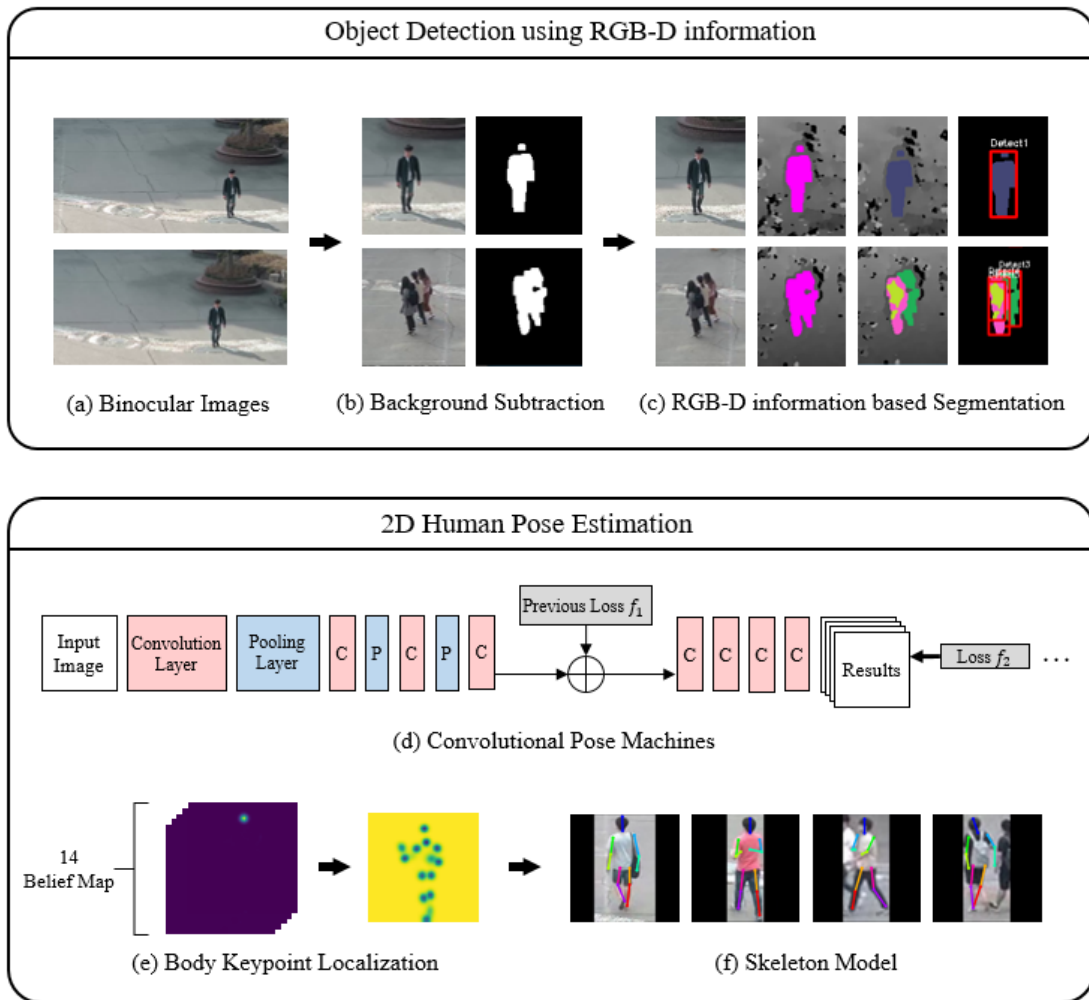 Object Detection using RGB-D information
Detect1
Detect3
(a) Binocular Images
(b) Background Subtraction
(c) RGB-D information based Segmentation
2D Human Pose Estimation
Previous Loss f₁
Input
Image
Convolution
Layer
Pooling
Layer
C
P
C
P
C
C
C
C
C
Results
Loss f₂
...
(d) Convolutional Pose Machines
14
Belief Map
(e) Body Keypoint Localization
(f) Skeleton Model